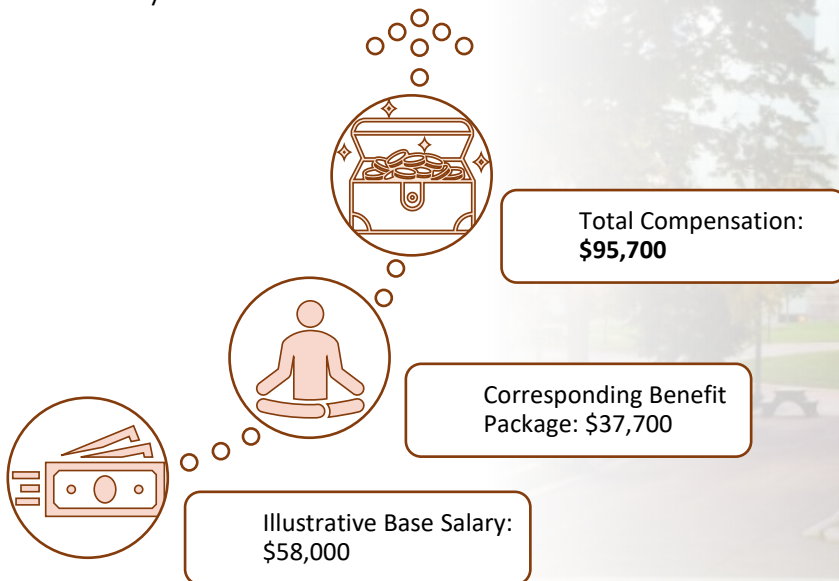 Total Compensation:
$95,700
Corresponding Benefit
Package: $37,700
Illustrative Base Salary:
$58,000